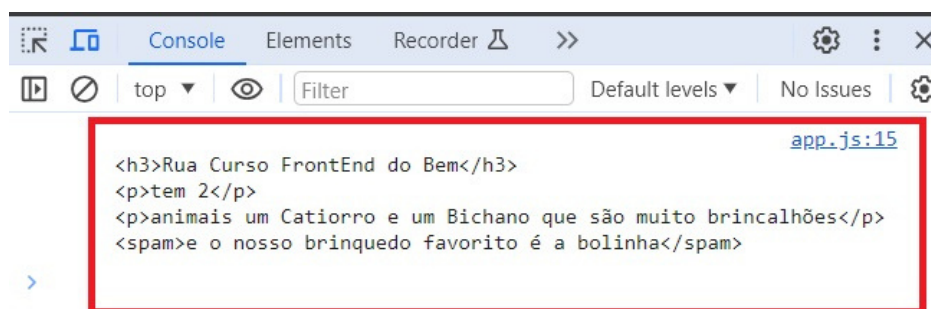 Console Elements Recorder >>
top Filter Default levels No Issues
app.js:15
<h3>Rua Curso FrontEnd do Bem</h3>
<p>tem 2</p>
<p>animais um Catiorro e um Bichano que são muito brincalhões</p>
<spam>e o nosso brinquedo favorito é a bolinha</spam>
>